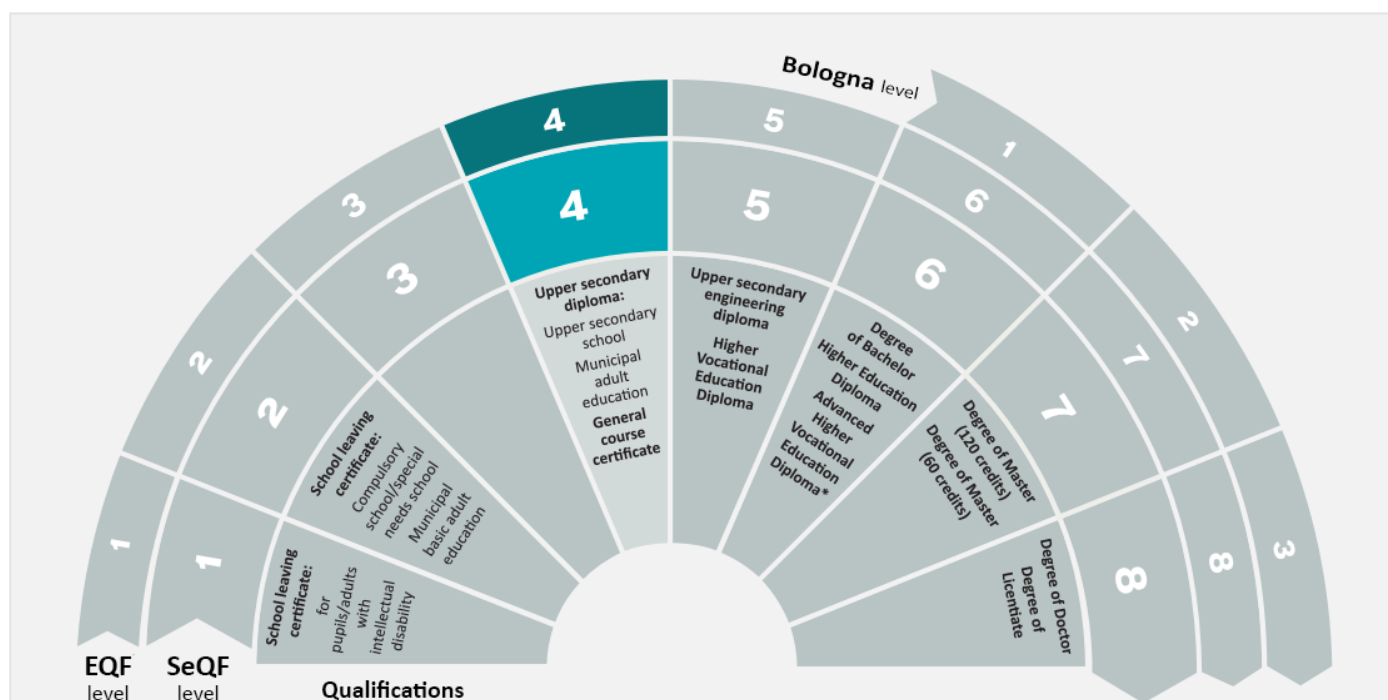 Bologna level
1
2
3
4
5
1
2
3
1
2
3
4
5
6
7
8
6
7
8
School leaving
certificate:
for
pupils/adults
with
intellectual
disability
School leaving
certificate:
Compulsory
school/special
needs school
Municipal
basic adult
education
Upper secondary
diploma:
Upper secondary
school
Municipal
adult
education
General
course
certificate
Upper secondary
engineering
diploma
Higher
Vocational
Education
Diploma
Degree
of Bachelor
Higher Education
Diploma
Advanced
Higher
Vocational
Education
Diploma*
Degree of Master
(120 credits)
Degree of Master
(60 credits)
Degree of Doctor
Degree of
Licentiate
EQF
level
SeQF
level
Qualifications